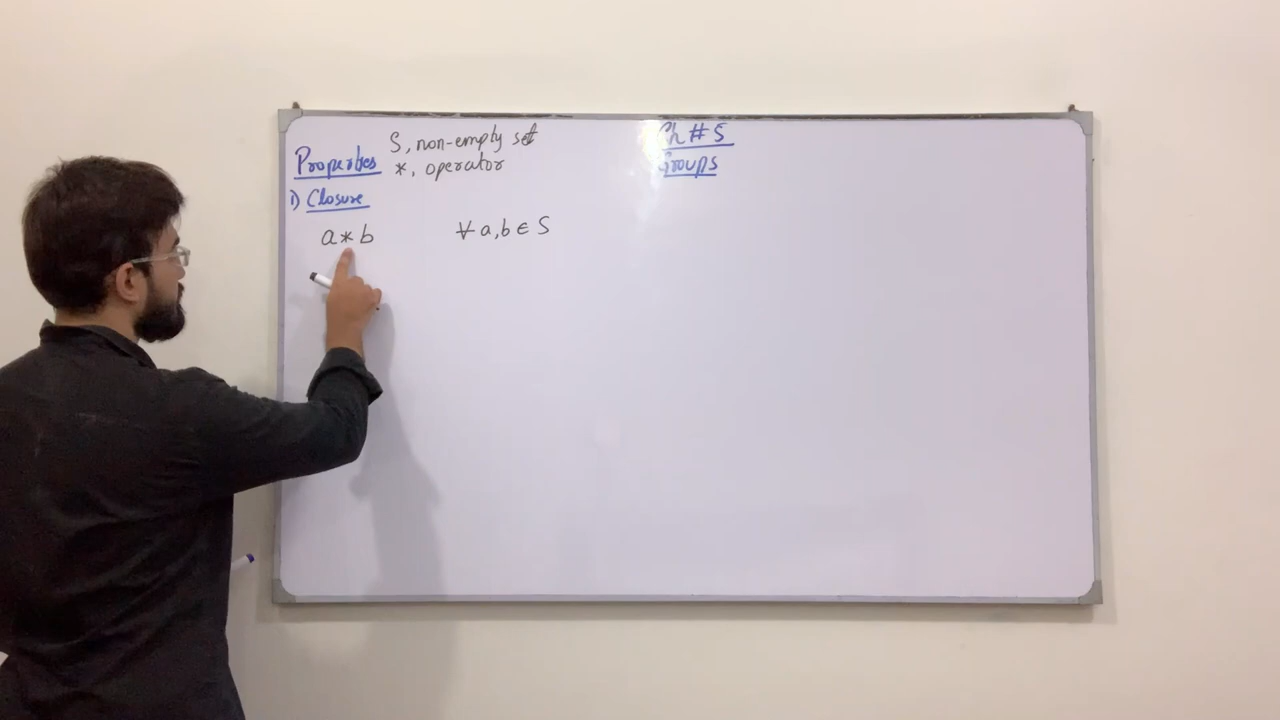 Ch # 5
Groups
S, non-empty set
Properties *, operator
1) Closure
a * b ∀ a,b ∈ S